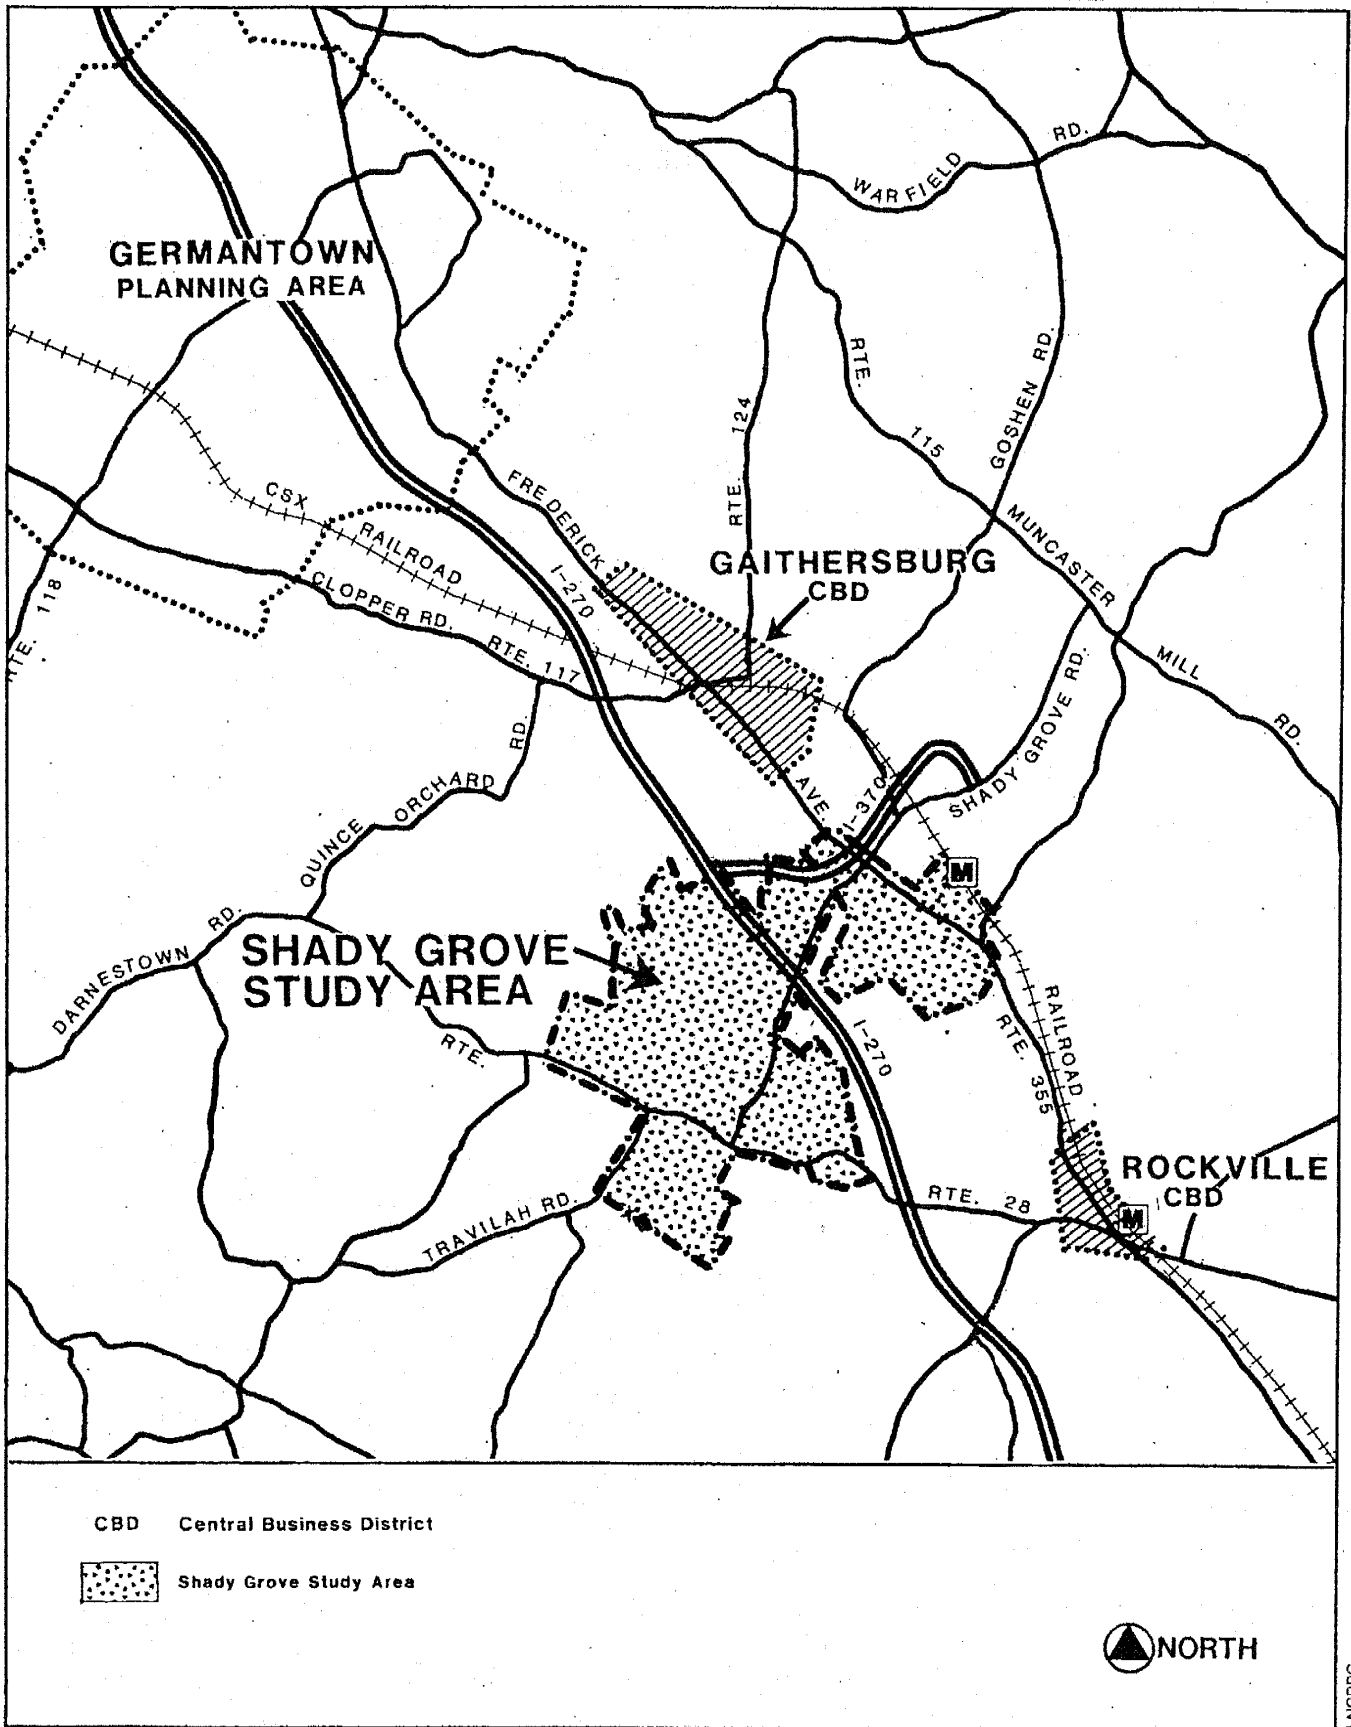 RD.
WARFIELD
GERMANTOWN
PLANNING AREA
RTE.
124
RTE.
115
GOSHEN RD.
FREDERICK
CSX
RAILROAD
I-270
MUNCASTER
GAITHERSBURG
CBD
CLOPPER RD.
RTE. 117
RTE. 118
MILL
RD.
SHADY GROVE RD.
RD.
QUINCE ORCHARD
AVE
I-370
SHADY GROVE
M
DARNESTOWN RD.
SHADY GROVE
STUDY AREA
RTE.
I-270
RAILROAD
RTE. 355
TRAVILAH RD.
RTE. 28
ROCKVILLE
CBD
M
CBD Central Business District
Shady Grove Study Area
NORTH